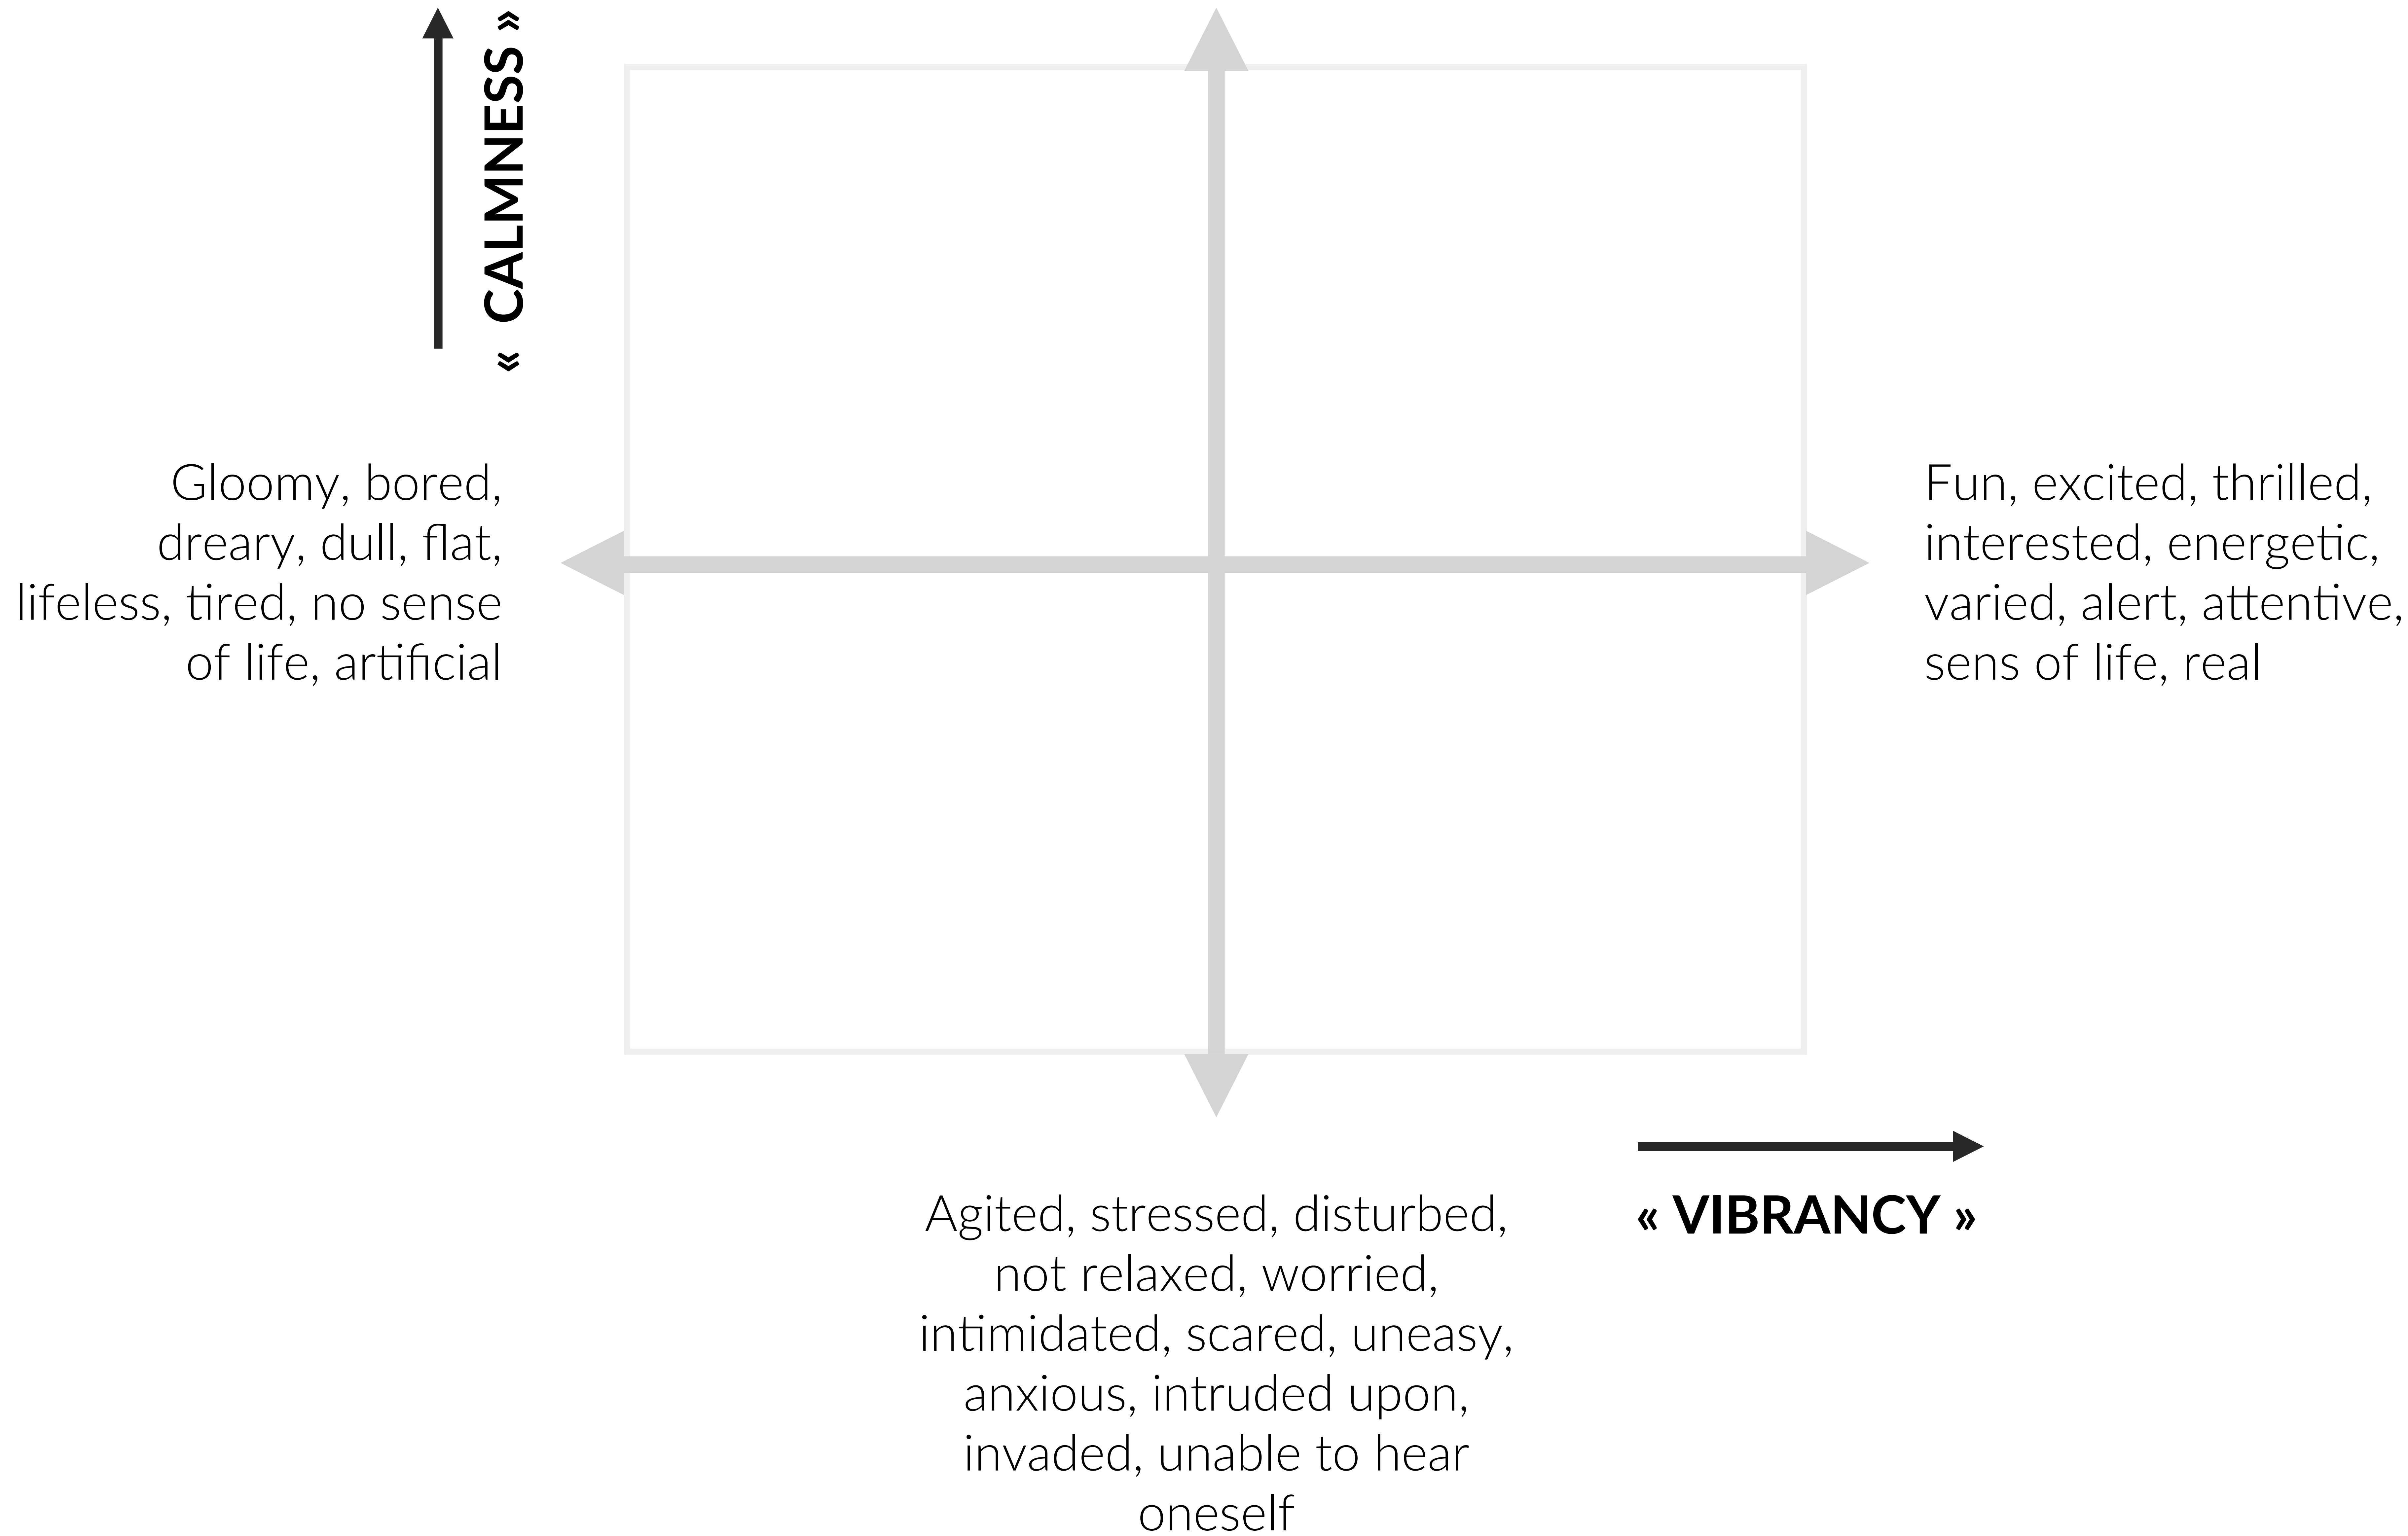 « CALMNESS »
Gloomy, bored,
dreary, dull, flat,
lifeless, tired, no sense
of life, artificial
Fun, excited, thrilled,
interested, energetic,
varied, alert, attentive,
sens of life, real
Agited, stressed, disturbed,
not relaxed, worried,
intimidated, scared, uneasy,
anxious, intruded upon,
invaded, unable to hear
oneself
« VIBRANCY »